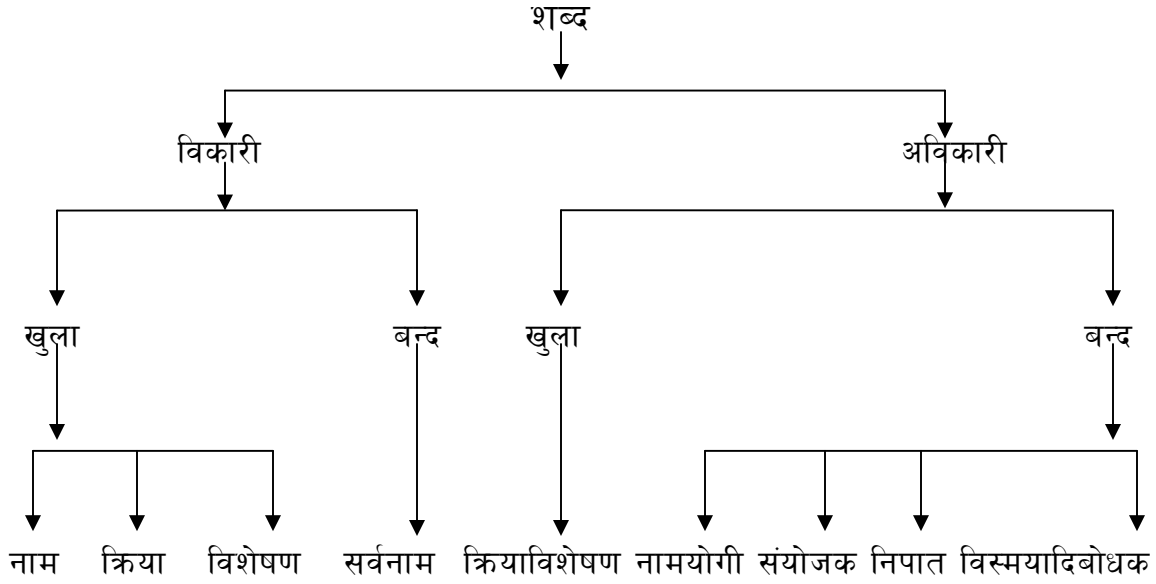 शब्द
विकारी अविकारी
खुला बन्द खुला बन्द
नाम क्रिया विशेषण सर्वनाम क्रियाविशेषण नामयोगी संयोजक निपात विस्मयादिबोधक